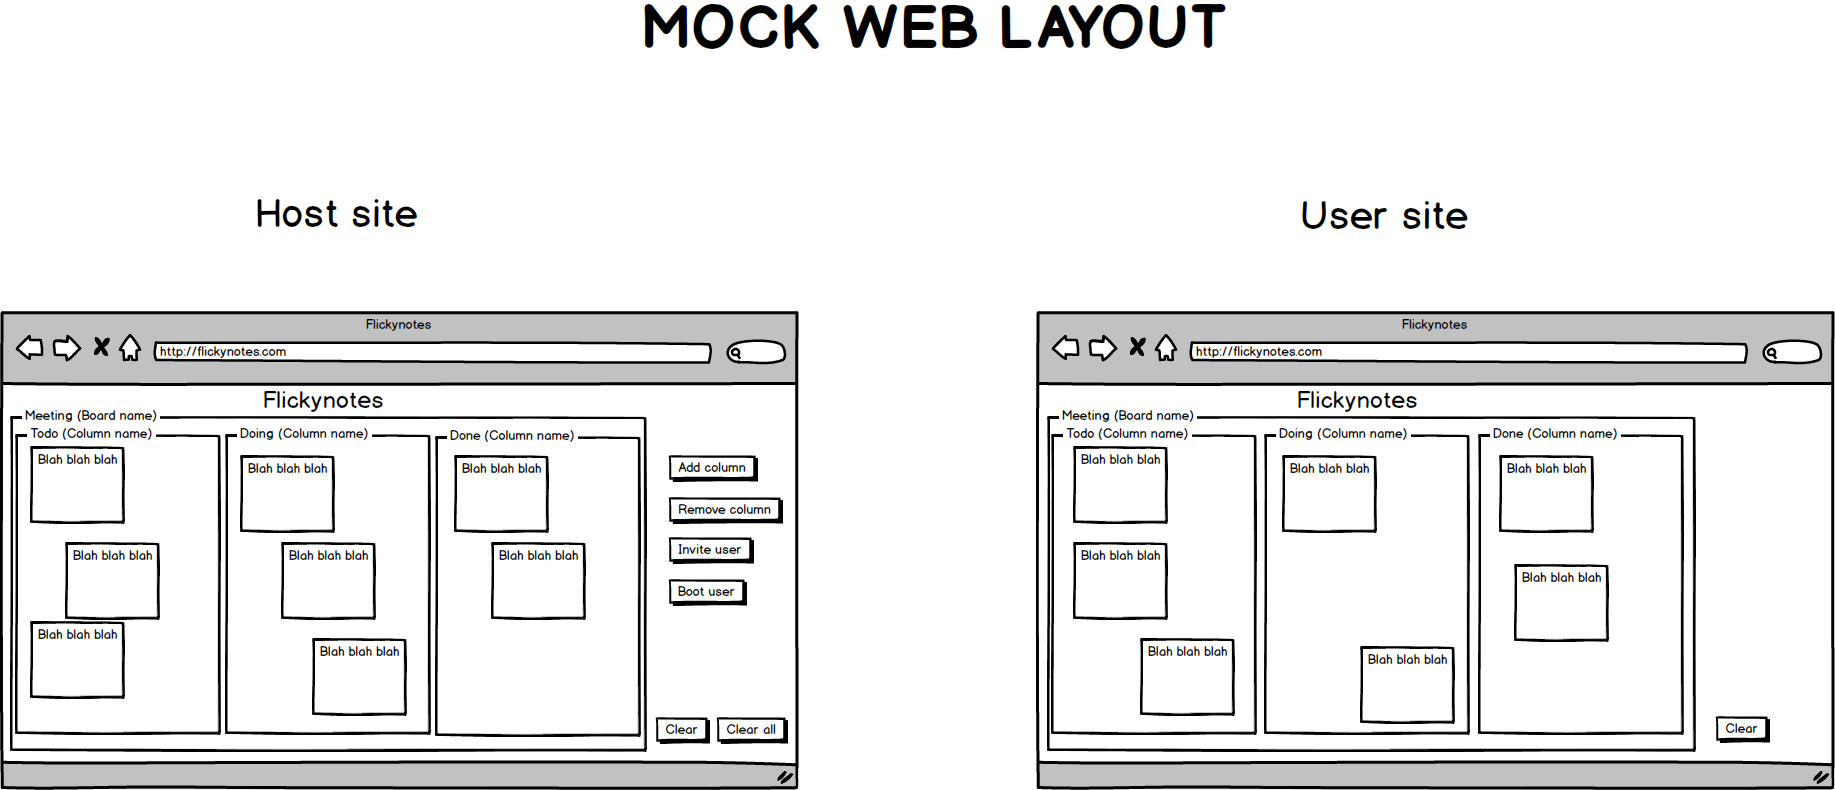 MOCK WEB LAYOUT
Host site
Flickynotes
http://flickynotes.com
Flickynotes
Meeting (Board name)
Todo (Column name)
Doing (Column name)
Done (Column name)
Blah blah blah
Blah blah blah
Blah blah blah
Blah blah blah
Blah blah blah
Blah blah blah
Blah blah blah
Blah blah blah
Add column
Remove column
Invite user
Boot user
Clear
Clear all
User site
Flickynotes
http://flickynotes.com
Flickynotes
Meeting (Board name)
Todo (Column name)
Doing (Column name)
Done (Column name)
Blah blah blah
Blah blah blah
Blah blah blah
Blah blah blah
Blah blah blah
Blah blah blah
Blah blah blah
Clear